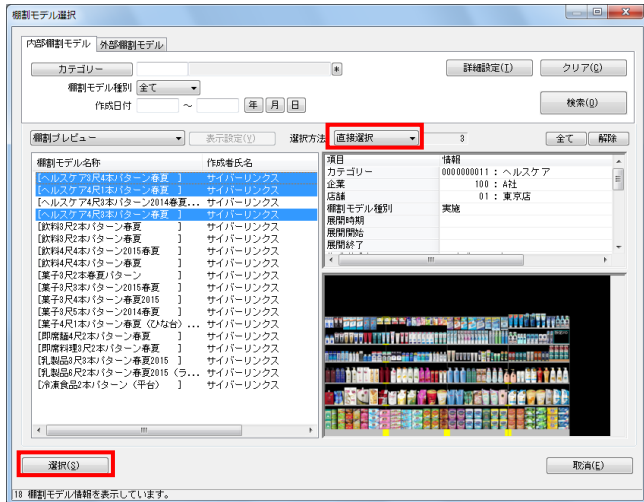 棚割モデル選択
内部棚割モデル 外部棚割モデル
カテゴリー * 詳細設定(I) クリア(C)
棚割モデル種別 全て
作成日付 ～ 年 月 日 検索(Q)
棚割プレビュー 表示設定(V) 選択方法 直接選択 3 全て 解除
棚割モデル名称 作成者氏名
[ヘルスケア3尺4本パターン春夏 ] サイバーリンクス
[ヘルスケア4尺1本パターン春夏 ] サイバーリンクス
[ヘルスケア4尺2本パターン2014春夏... サイバーリンクス
[ヘルスケア4尺3本パターン春夏 ] サイバーリンクス
[飲料3尺2本パターン春夏 ] サイバーリンクス
[飲料3尺2本パターン春夏 ] サイバーリンクス
[飲料4尺4本パターン2015春夏 ] サイバーリンクス
[飲料4尺4本パターン春夏 ] サイバーリンクス
[菓子3尺2本春夏パターン ] サイバーリンクス
[菓子3尺3本パターン2015春夏 ] サイバーリンクス
[菓子3尺4本パターン春夏2015 ] サイバーリンクス
[菓子3尺5本パターン2014春夏 ] サイバーリンクス
[菓子4尺1本パターン春夏（ひな台）... サイバーリンクス
[即席麺4尺2本パターン春夏 ] サイバーリンクス
[即席料理3尺2本パターン春夏 ] サイバーリンクス
[乳製品3尺3本パターン春夏2015 ] サイバーリンクス
[乳製品6尺2本パターン春夏2015（ラ... サイバーリンクス
[冷凍食品2本パターン（平台） ] サイバーリンクス
項目 情報
カテゴリー 0000000011 : ヘルスケア
企業 100 : A社
店舗 01 : 東京店
棚割モデル種別 実施
展開時期
展開開始
展開終了
選択(S) 取消(E)
18 棚割モデル情報を表示しています。